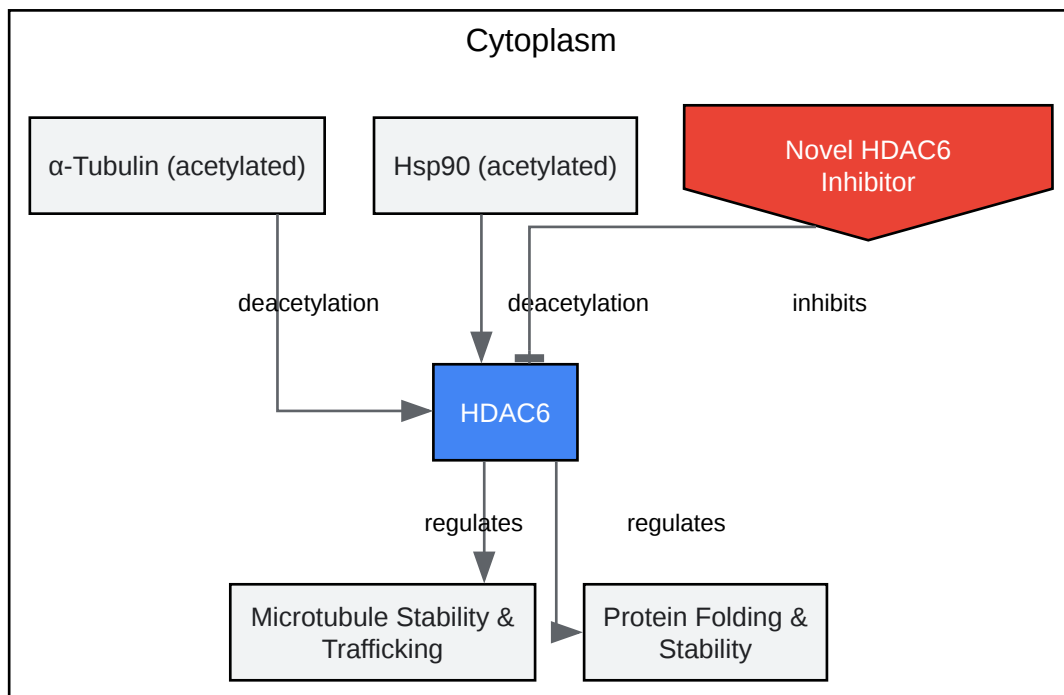 Cytoplasm
α-Tubulin (acetylated)
Hsp90 (acetylated)
Novel HDAC6
Inhibitor
deacetylation
deacetylation
inhibits
HDAC6
regulates
regulates
Microtubule Stability &
Trafficking
Protein Folding &
Stability